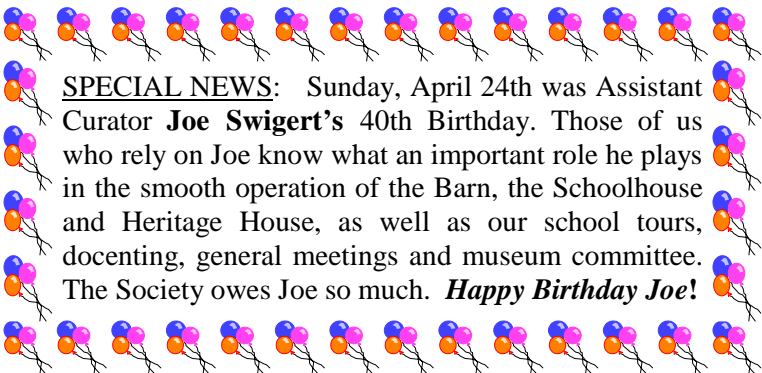 SPECIAL NEWS: Sunday, April 24th was Assistant
Curator Joe Swigert's 40th Birthday. Those of us
who rely on Joe know what an important role he plays
in the smooth operation of the Barn, the Schoolhouse
and Heritage House, as well as our school tours,
docenting, general meetings and museum committee.
The Society owes Joe so much. Happy Birthday Joe!